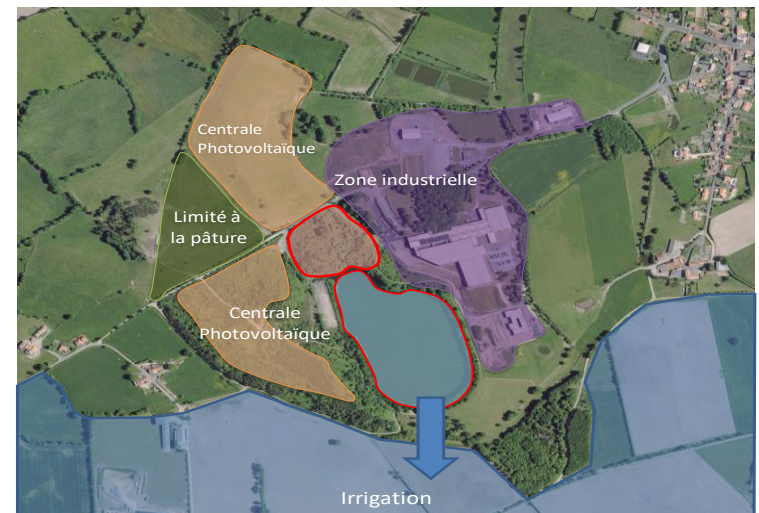 Centrale
Photovoltaïque
Zone industrielle
Limité à
la pâture
Centrale
Photovoltaïque
Irrigation